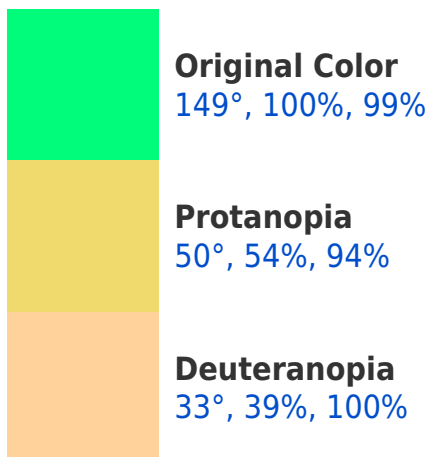 Original Color
149°, 100%, 99%
Protanopia
50°, 54%, 94%
Deuteranopia
33°, 39%, 100%